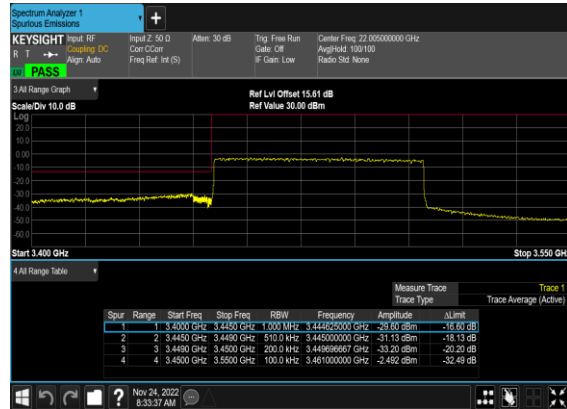 Spectrum Analyzer 1
Spurious Emissions
KEYSIGHT Input: RF Input Z: 50 Ω Atten: 30 dB Trig: Free Run Center Freq: 22.005000000 GHz
R T Coupling: DC Corr CCorr Gate: Off Avg|Hold: 100/100
Align: Auto Freq Ref: Int (S) IF Gain: Low Radio Std: None
PASS
3 All Range Graph
Ref Lvl Offset 15.61 dB
Scale/Div 10.0 dB Ref Value 30.00 dBm
Log
20.0
10.0
0.00
-10.0
-20.0
-30.0
-40.0
-50.0
-60.0
Start 3.400 GHz Stop 3.550 GHz
4 All Range Table
Measure Trace Trace 1
Trace Type Trace Average (Active)
Spur Range Start Freq Stop Freq RBW Frequency Amplitude ΔLimit
1 1 3.4000 GHz 3.4450 GHz 1.000 MHz 3.444625000 GHz -29.60 dBm -16.60 dB
2 2 3.4450 GHz 3.4490 GHz 510.0 kHz 3.445000000 GHz -31.13 dBm -18.13 dB
3 3 3.4490 GHz 3.4500 GHz 200.0 kHz 3.449696667 GHz -33.20 dBm -20.20 dB
4 4 3.4500 GHz 3.5500 GHz 100.0 kHz 3.461000000 GHz -2.492 dBm -32.49 dB
Nov 24, 2022
8:33:37 AM